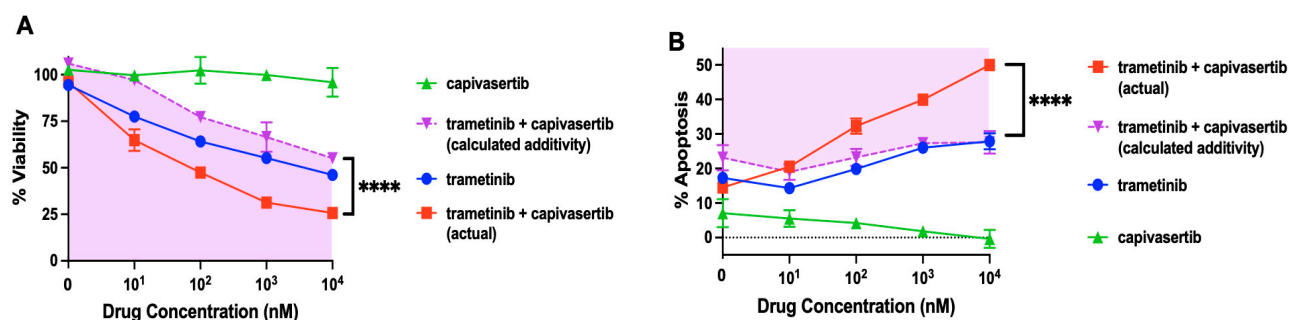 A
% Viability
100
75
50
25
0
0
10¹
10²
10³
10⁴
Drug Concentration (nM)
****
capivasertib
trametinib + capivasertib
(calculated additivity)
trametinib
trametinib + capivasertib
(actual)
B
% Apoptosis
50
40
30
20
10
0
0
10¹
10²
10³
10⁴
Drug Concentration (nM)
****
trametinib + capivasertib
(actual)
trametinib + capivasertib
(calculated additivity)
trametinib
capivasertib